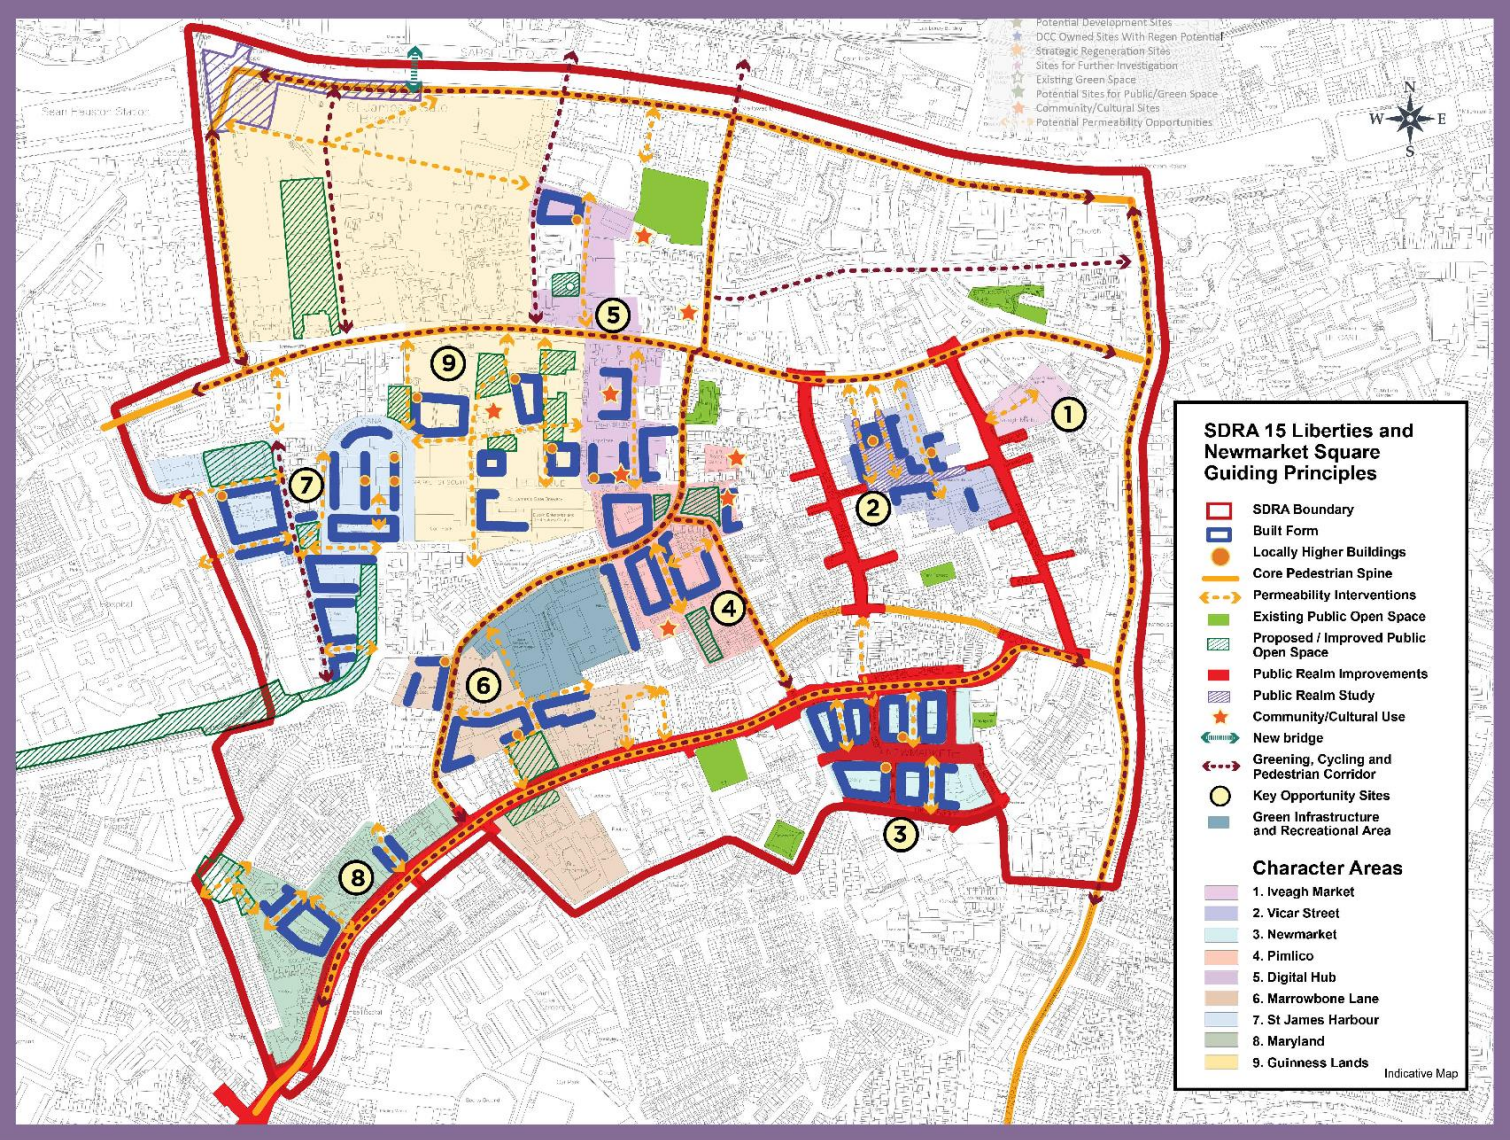 Potential Development Sites
DCC Owned Sites With Regen Potential
Strategic Regeneration Sites
Sites for Further Investigation
Existing Green Space
Potential Sites for Public/Green Space
Community/Cultural Sites
Potential Permeability Opportunities
N
W E
S
Sean Heuston Station
Church
Hospital
5
9
1
7
2
4
6
3
8
SDRA 15 Liberties and
Newmarket Square
Guiding Principles
SDRA Boundary
Built Form
Locally Higher Buildings
Core Pedestrian Spine
Permeability Interventions
Existing Public Open Space
Proposed / Improved Public
Open Space
Public Realm Improvements
Public Realm Study
Community/Cultural Use
New bridge
Greening, Cycling and
Pedestrian Corridor
Key Opportunity Sites
Green Infrastructure
and Recreational Area
Character Areas
1. Iveagh Market
2. Vicar Street
3. Newmarket
4. Pimlico
5. Digital Hub
6. Marrowbone Lane
7. St James Harbour
8. Maryland
9. Guinness Lands
Indicative Map